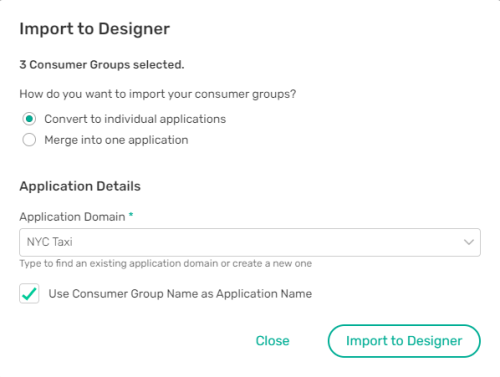 Import to Designer
3 Consumer Groups selected.
How do you want to import your consumer groups?
Convert to individual applications
Merge into one application
Application Details
Application Domain *
NYC Taxi
Type to find an existing application domain or create a new one
Use Consumer Group Name as Application Name
Close Import to Designer